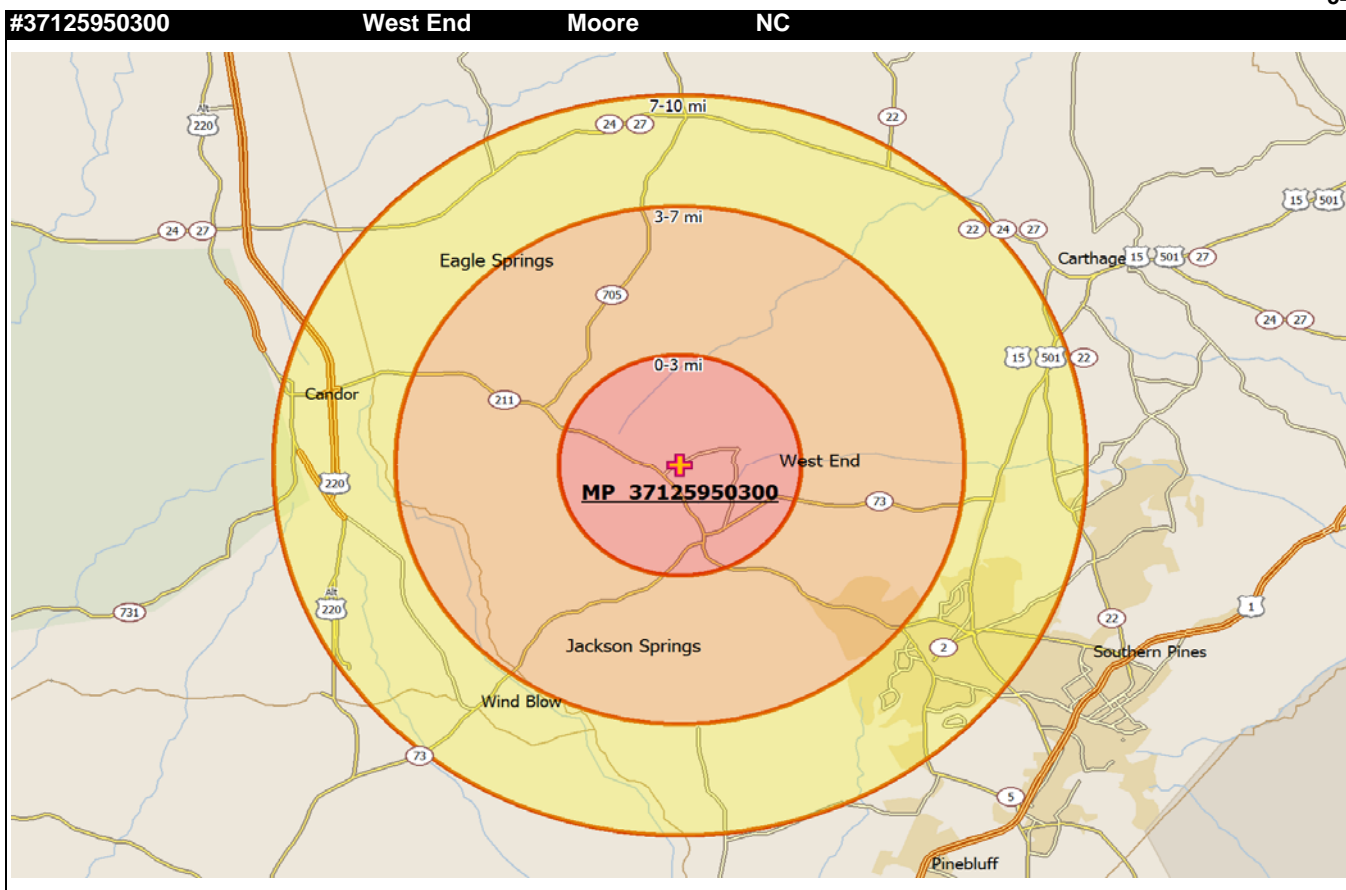 #37125950300 West End Moore NC
7-10 mi
Alt
220
24 27
22
3-7 mi
15 501
24 27
22 24 27
Eagle Springs
Carthage 15 501 27
705
24 27
15 501 22
0-3 mi
Candor
211
West End
220
MP 37125950300
73
Alt
220
731
1
22
Jackson Springs
2
Southern Pines
Wind Blow
73
5
Pinebluff